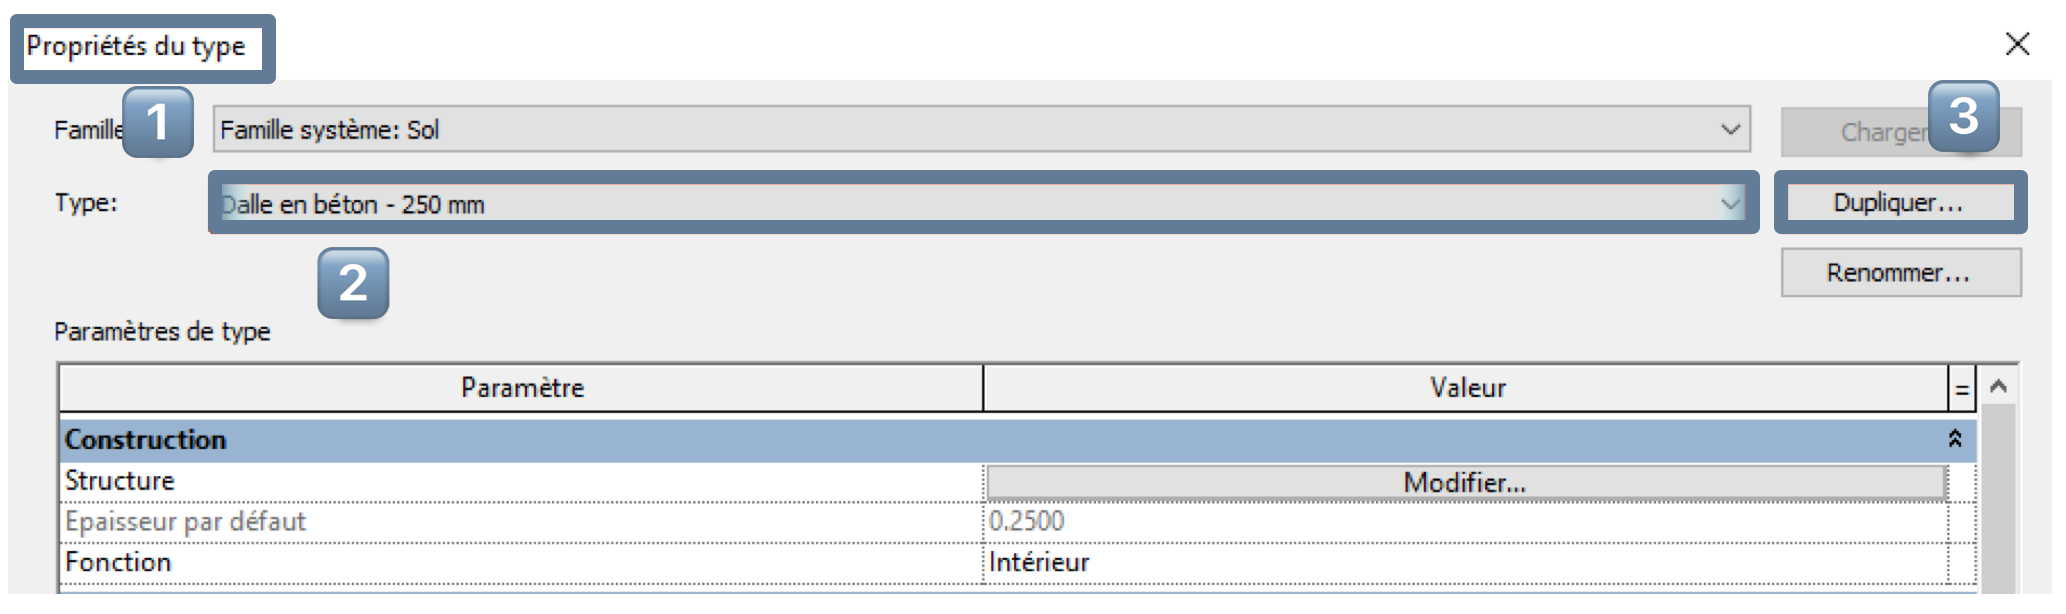 Propriétés du type
1
3
Famille
Famille système: Sol
Charger
Type:
Dalle en béton - 250 mm
Dupliquer...
2
Renommer...
Paramètres de type
Paramètre
Valeur
=
Construction
Structure
Modifier...
Epaisseur par défaut
0.2500
Fonction
Intérieur